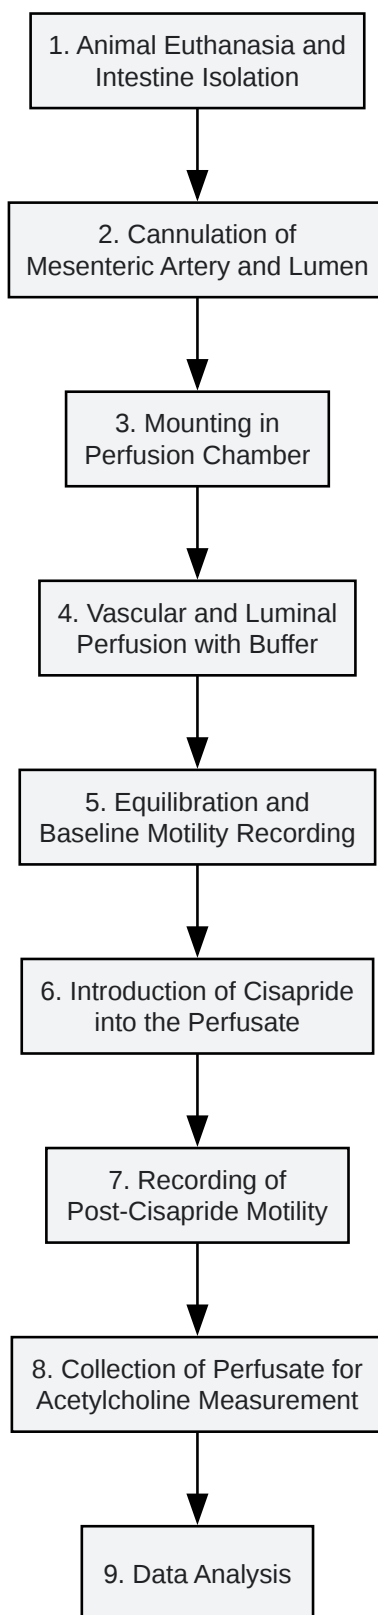 1. Animal Euthanasia and
Intestine Isolation
2. Cannulation of
Mesenteric Artery and Lumen
3. Mounting in
Perfusion Chamber
4. Vascular and Luminal
Perfusion with Buffer
5. Equilibration and
Baseline Motility Recording
6. Introduction of Cisapride
into the Perfusate
7. Recording of
Post-Cisapride Motility
8. Collection of Perfusate for
Acetylcholine Measurement
9. Data Analysis